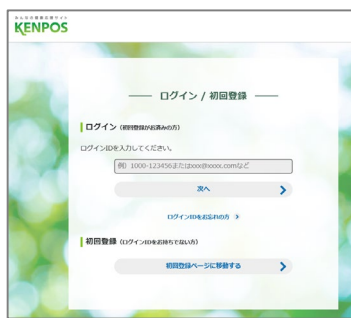 みんなの健康応援サイト
KENPOS
ログイン / 初回登録
ログイン (初回登録がお済みの方)
ログインIDを入力してください。
例）1000-123456またはxxx@xxxx.comなど
次へ
ログインIDをお忘れの方
初回登録 (ログインIDをお持ちでない方)
初回登録ページに移動する